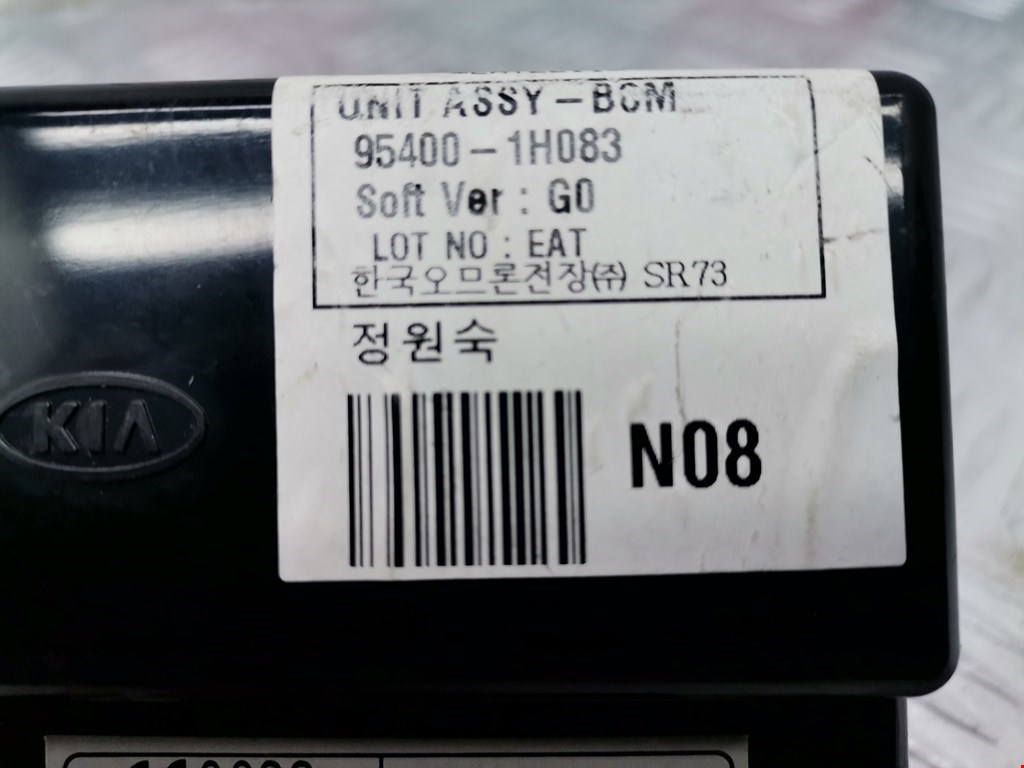 UNIT ASSY - BCM
95400 - 1H083
Soft Ver : G0
LOT NO : EAT
한국오므론전장㈜ SR73
정원숙
KIA
N08